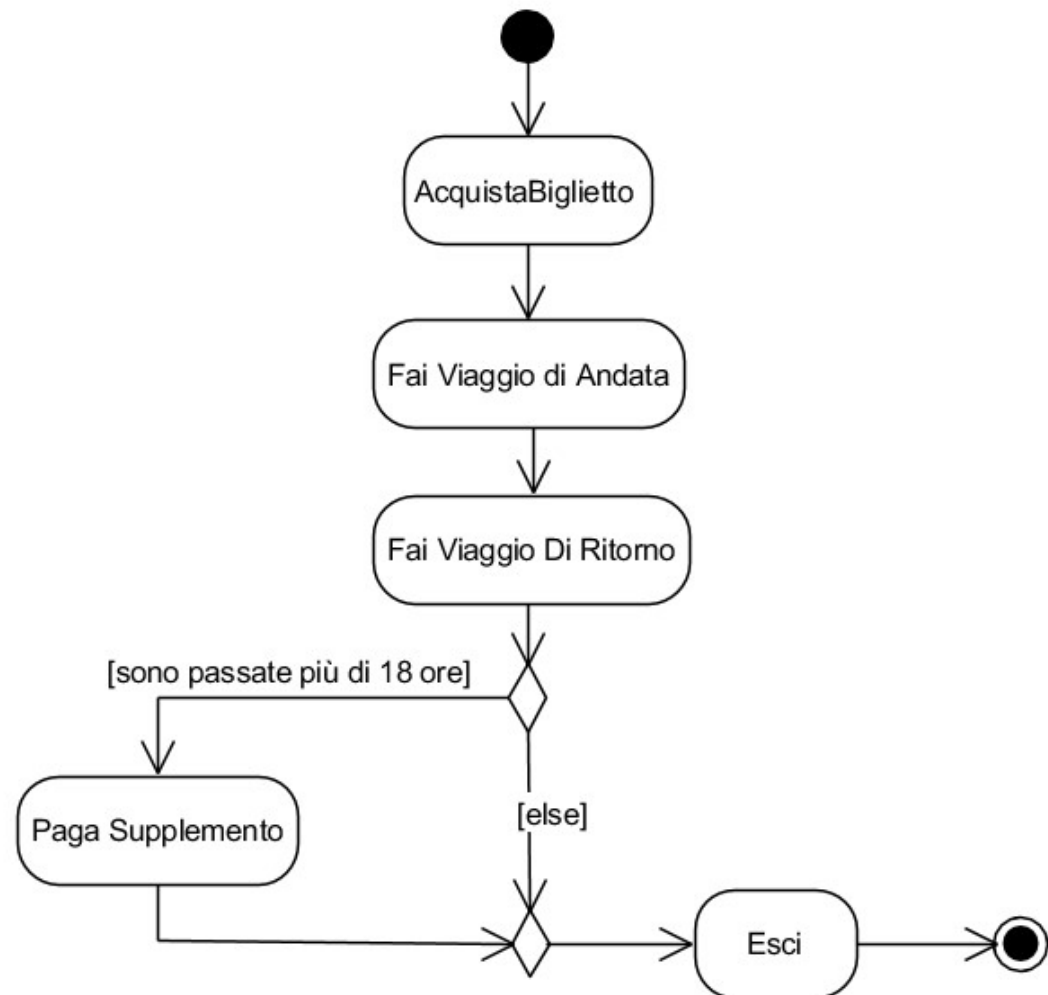 AcquistaBiglietto
Fai Viaggio di Andata
Fai Viaggio Di Ritorno
[sono passate più di 18 ore]
Paga Supplemento
[else]
Esci